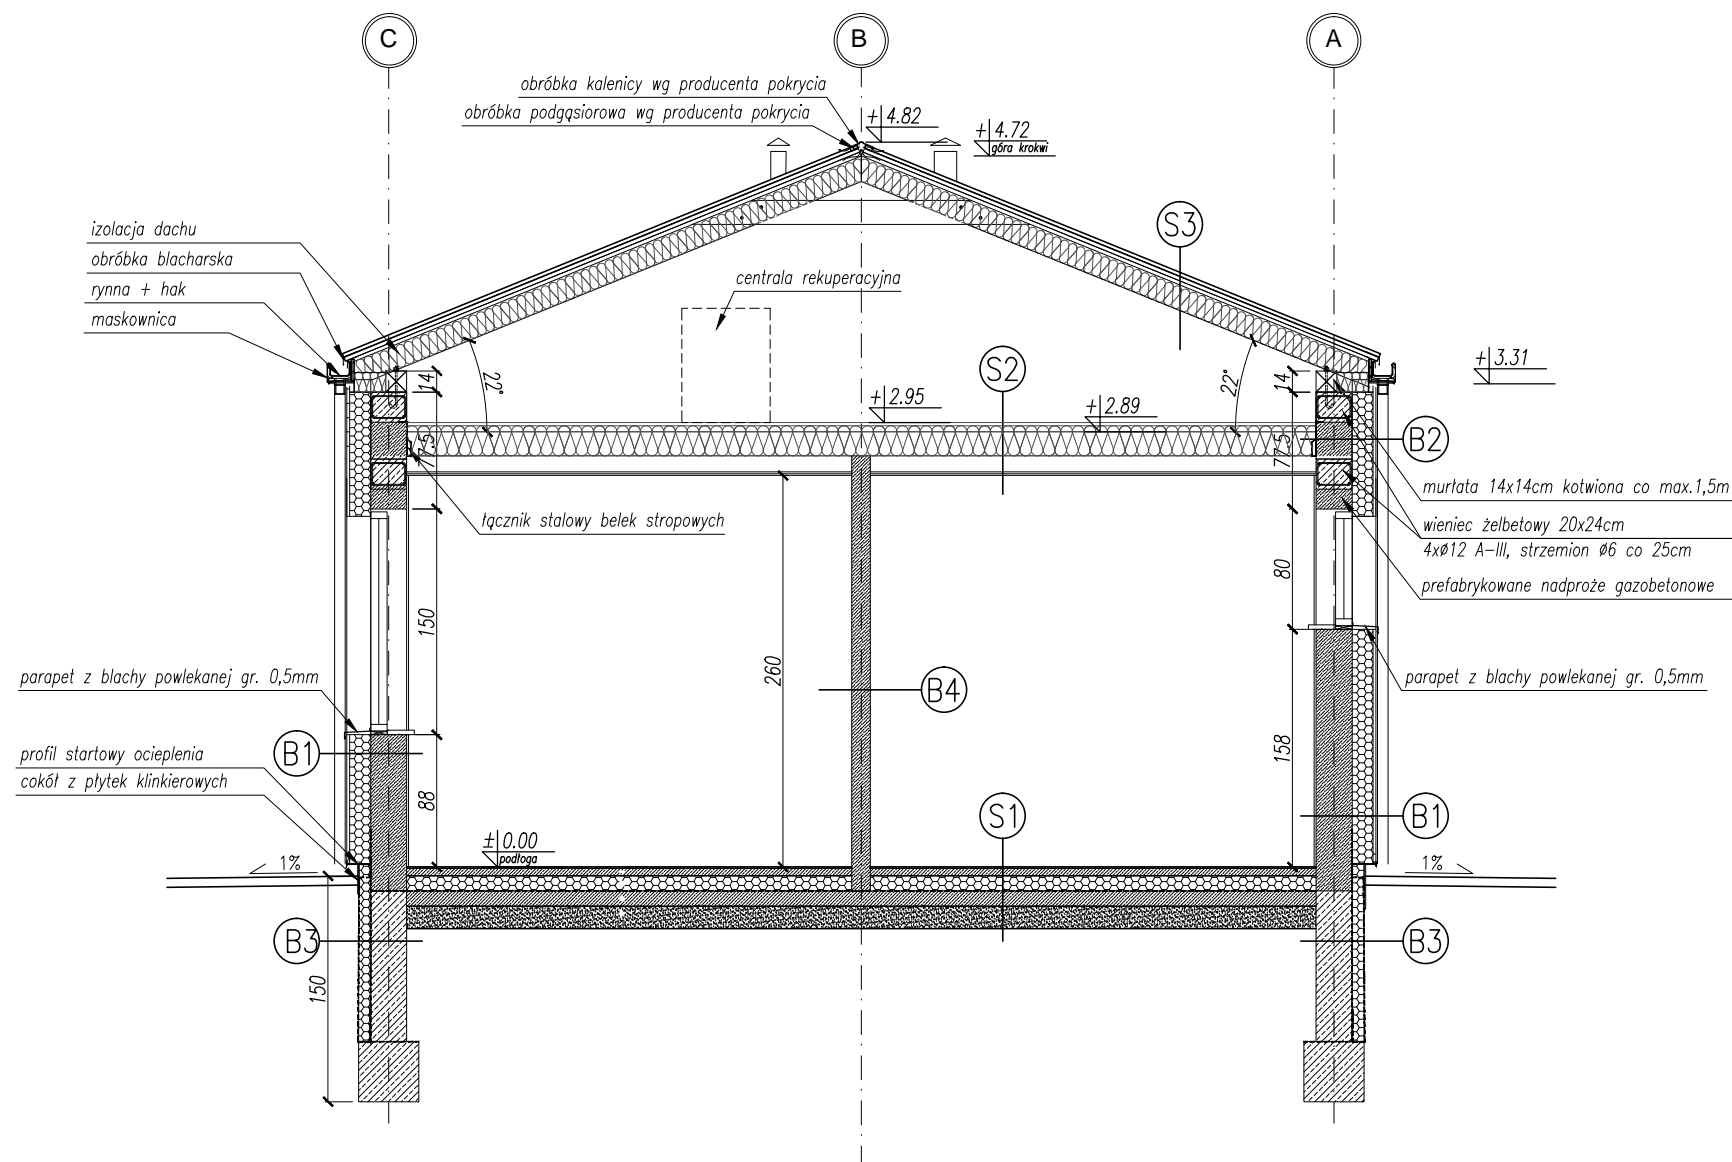 C
B
A
obróbka kalenicy wg producenta pokrycia
obróbka podgąsiorowa wg producenta pokrycia
+4.82
+4.72
góra krokwi
S3
izolacja dachu
obróbka blacharska
rynna + hak
maskownica
centrala rekuperacyjna
+3.31
S2
14
22°
22°
14
+2.95
+2.89
77.5
77.5
B2
murłata 14x14cm kotwiona co max.1,5m
łącznik stalowy belek stropowych
wieniec żelbetowy 20x24cm
4xø12 A-III, strzemion ø6 co 25cm
prefabrykowane nadproże gazobetonowe
150
80
260
parapet z blachy powlekanej gr. 0,5mm
B4
parapet z blachy powlekanej gr. 0,5mm
profil startowy ocieplenia
B1
158
cokół z płytek klinkierowych
88
S1
B1
±0.00
podłoga
1%
1%
B3
B3
150